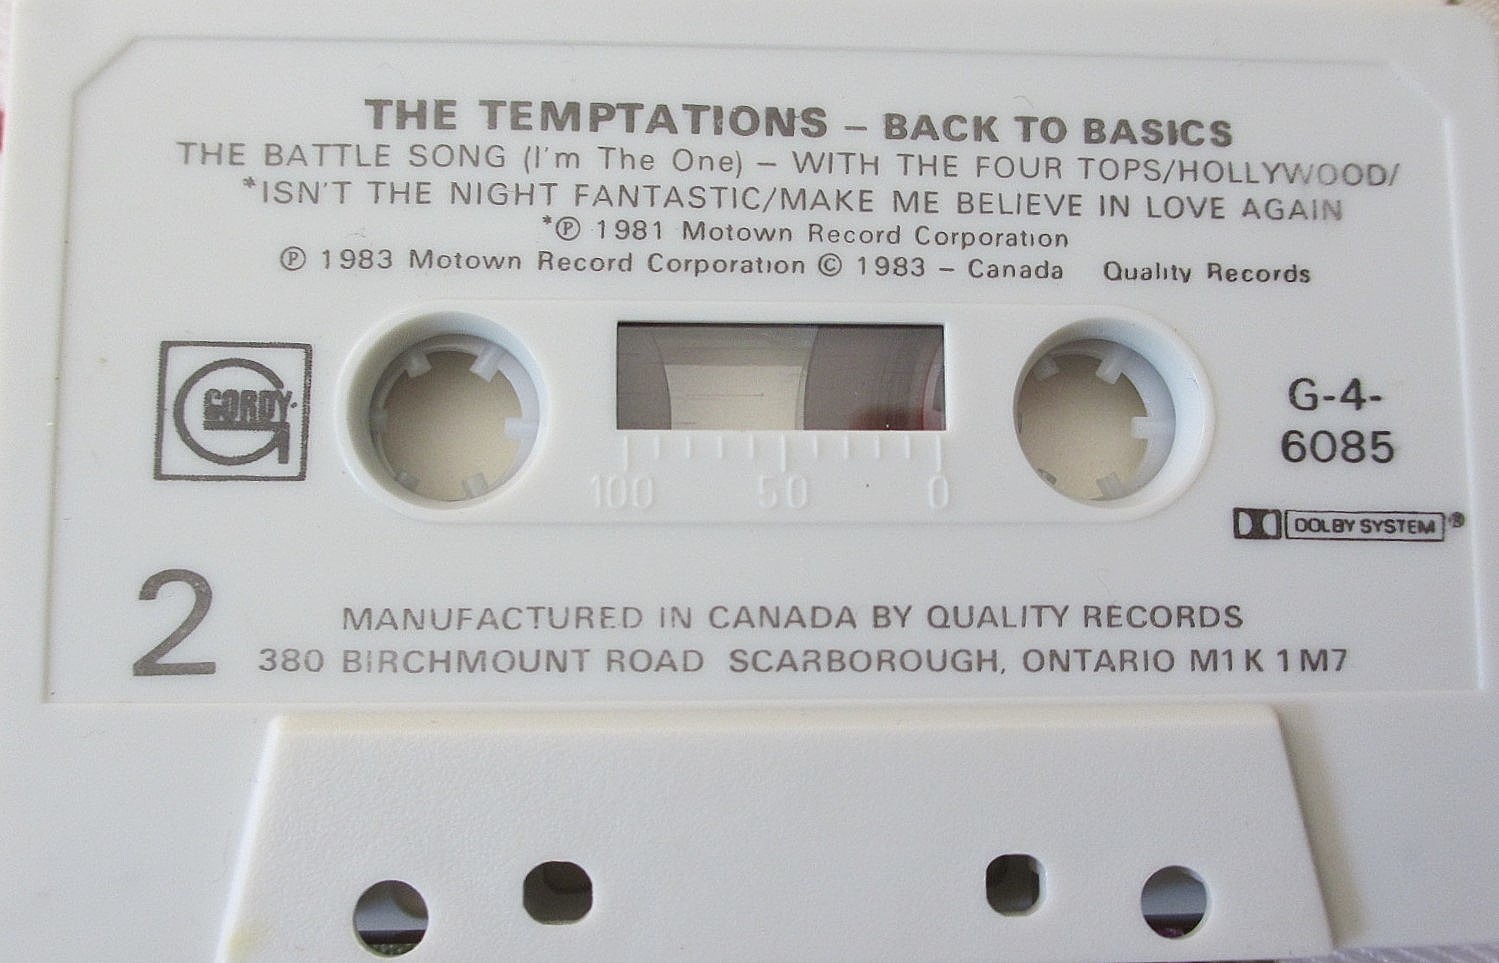 THE TEMPTATIONS – BACK TO BASICS
THE BATTLE SONG (I'm The One) – WITH THE FOUR TOPS/HOLLYWOOD/
*ISN'T THE NIGHT FANTASTIC/MAKE ME BELIEVE IN LOVE AGAIN
*℗ 1981 Motown Record Corporation
℗ 1983 Motown Record Corporation © 1983 – Canada Quality Records
GORDY
G-4-
6085
100 50 0
DOLBY SYSTEM®
2
MANUFACTURED IN CANADA BY QUALITY RECORDS
380 BIRCHMOUNT ROAD SCARBOROUGH, ONTARIO M1K 1M7